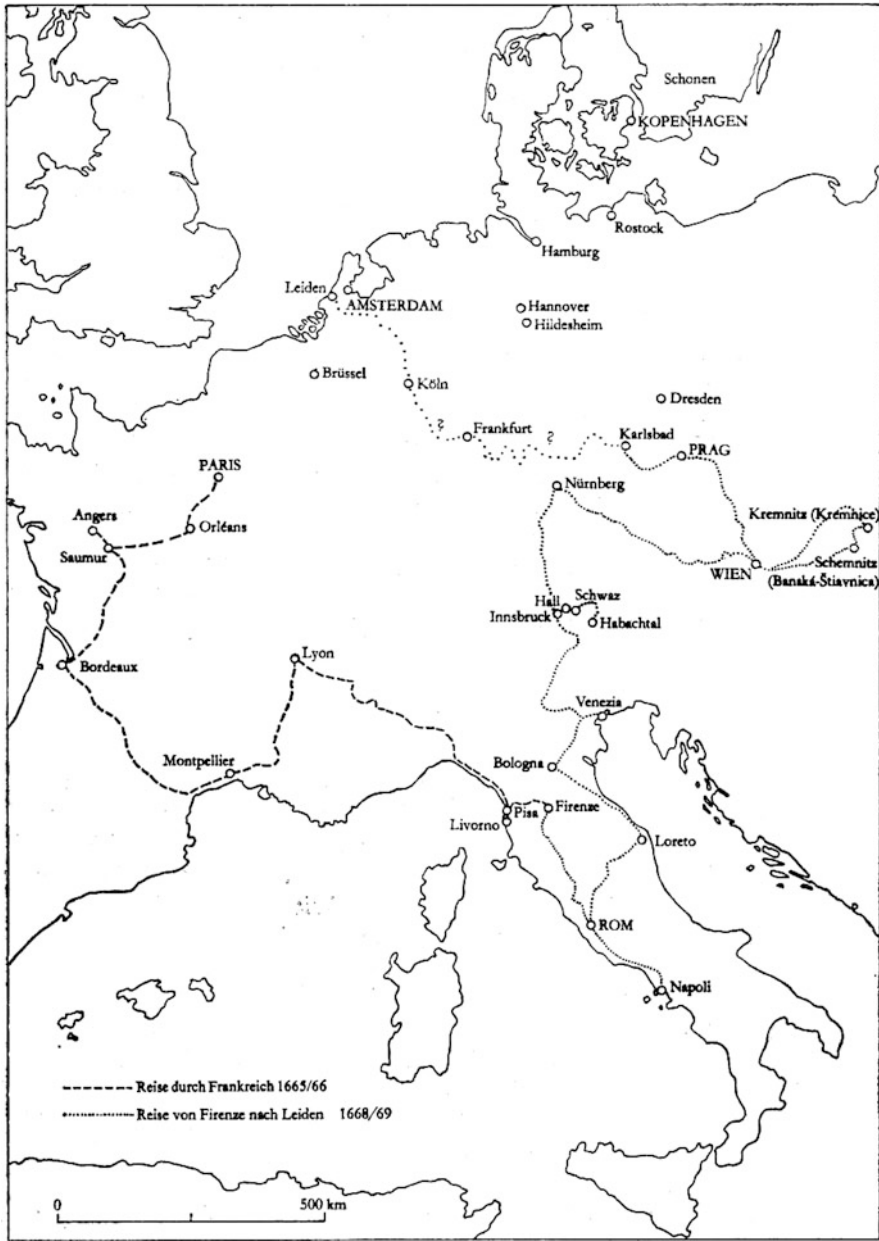 Schonen
KOPENHAGEN
Rostock
Hamburg
Leiden
AMSTERDAM
Hannover
Hildesheim
Brüssel
Köln
Dresden
?
Frankfurt
?
Karlsbad
PRAG
PARIS
Nürnberg
Angers
Orléans
Kremnitz (Kremnice)
Saumur
WIEN
Schemnitz
(Banaká-Štiavnica)
Hall
Schwaz
Innsbruck
Habachtal
Bordeaux
Lyon
Venezia
Montpellier
Bologna
Pisa
Firenze
Livorno
Loreto
ROM
Napoli
Reise durch Frankreich 1665/66
Reise von Firenze nach Leiden 1668/69
0
500 km